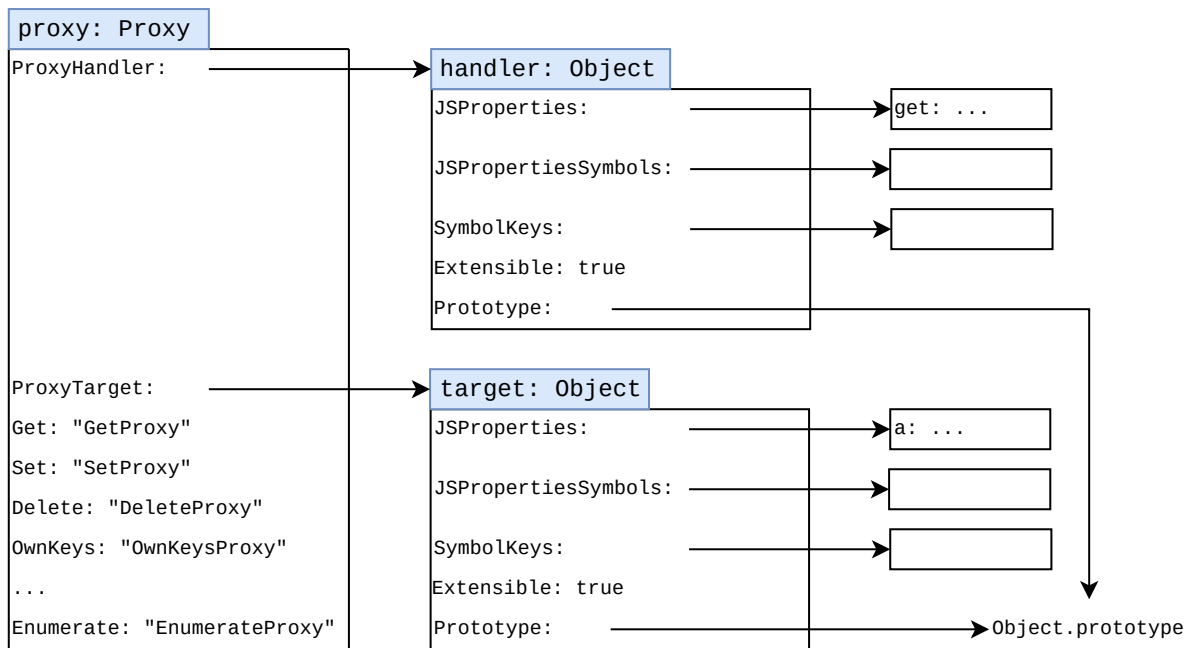 proxy: Proxy
ProxyHandler:
handler: Object
JSProperties:
get: ...
JSPropertiesSymbols:
SymbolKeys:
Extensible: true
Prototype:
ProxyTarget:
Get: "GetProxy"
Set: "SetProxy"
Delete: "DeleteProxy"
OwnKeys: "OwnKeysProxy"
...
Enumerate: "EnumerateProxy"
target: Object
JSProperties:
a: ...
JSPropertiesSymbols:
SymbolKeys:
Extensible: true
Prototype:
Object.prototype